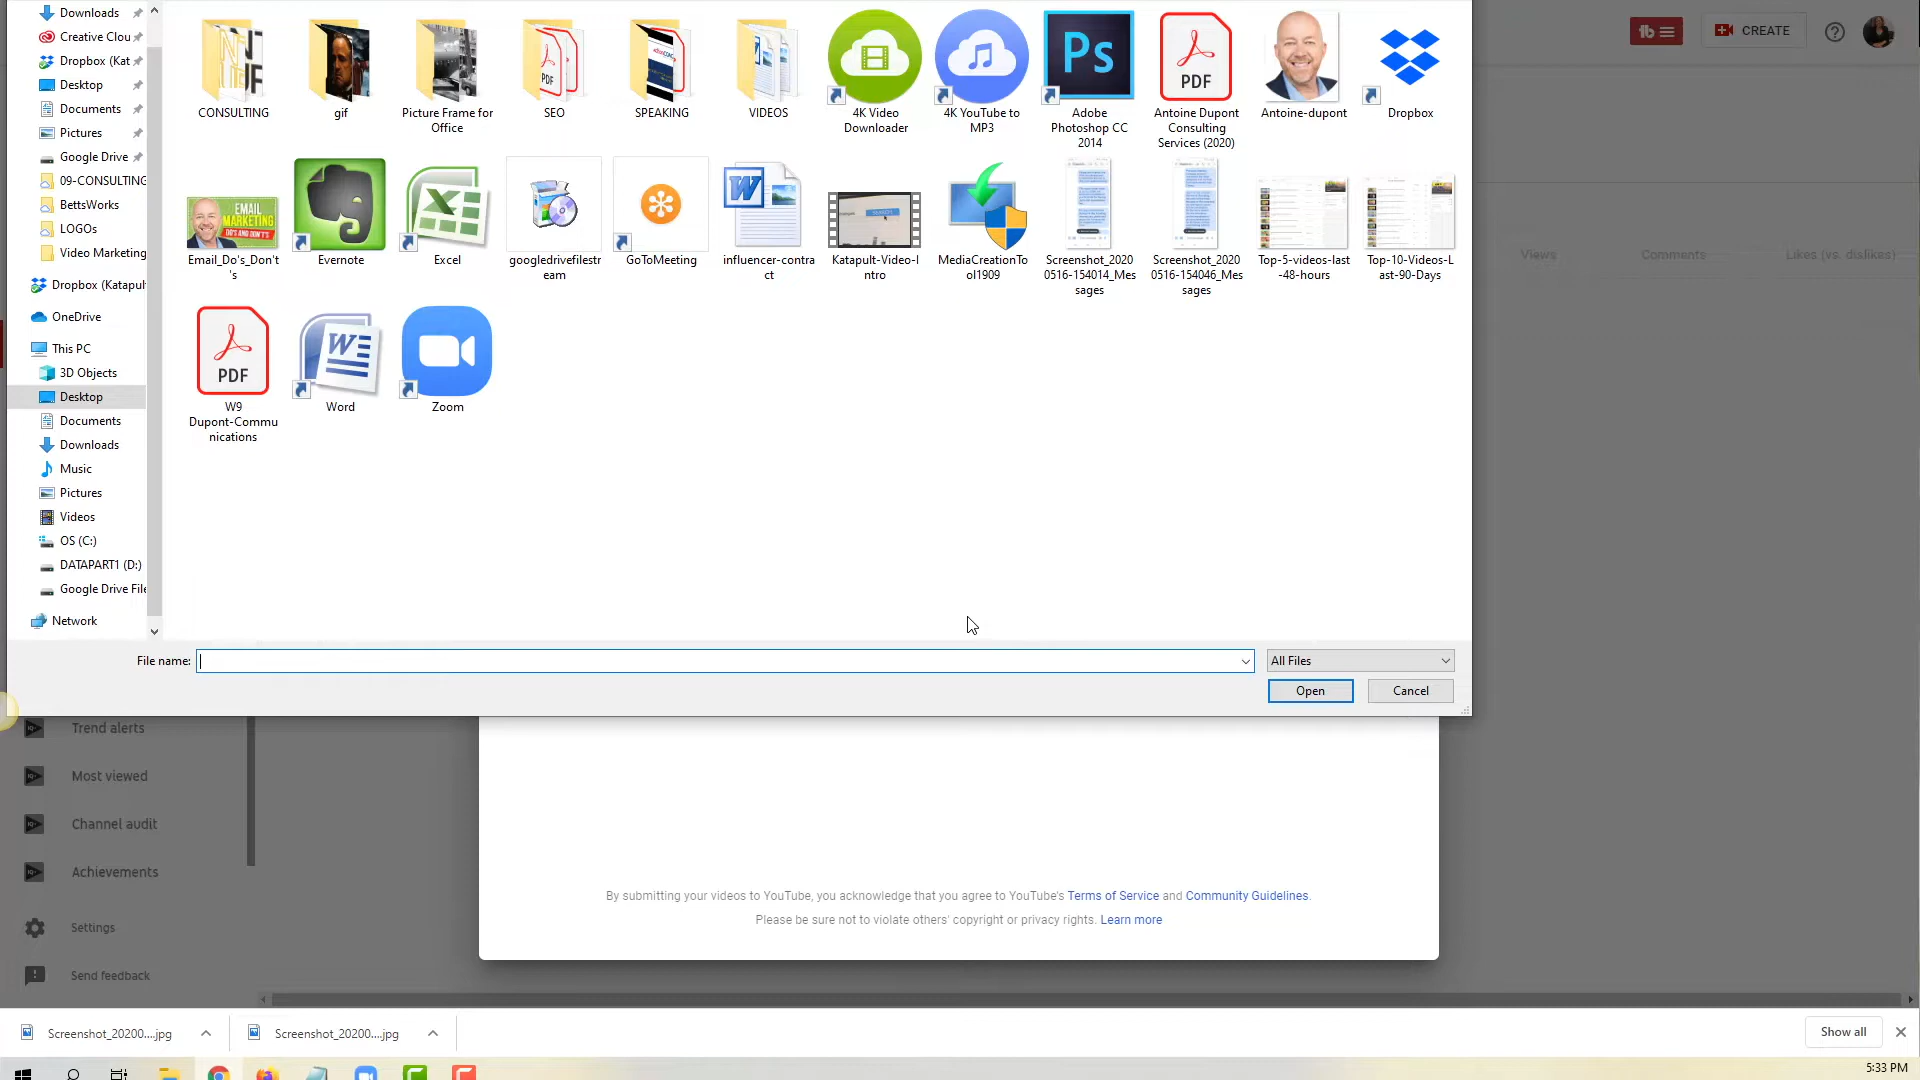 Downloads
Creative Clou
Dropbox (Kat
Desktop
Documents
Pictures
Google Drive
09-CONSULTING
BettsWorks
LOGOs
Video Marketing
Dropbox (Katapul
OneDrive
This PC
3D Objects
Desktop
Documents
Downloads
Music
Pictures
Videos
OS (C:)
DATAPART1 (D:)
Google Drive File
Network
CONSULTING
gif
Picture Frame for
Office
SEO
SPEAKING
VIDEOS
4K Video
Downloader
4K YouTube to
MP3
Ps
Adobe
Photoshop CC
2014
PDF
Antoine Dupont
Consulting
Services (2020)
Antoine-dupont
Dropbox
EMAIL
MARKETING
DO'S AND DON'TS
Email_Do's_Don't
's
Evernote
Excel
googledrivefilestr
eam
GoToMeeting
influencer-contra
ct
Katapult-Video-I
ntro
MediaCreationTo
ol1909
Screenshot_2020
0516-154014_Mes
sages
Screenshot_2020
0516-154046_Mes
sages
Top-5-videos-last
-48-hours
Top-10-Videos-L
ast-90-Days
PDF
W9
Dupont-Commu
nications
Word
Zoom
File name:
All Files
Open
Cancel
CREATE
Views
Comments
Likes (vs. dislikes)
Trend alerts
Most viewed
Channel audit
Achievements
Settings
Send feedback
By submitting your videos to YouTube, you acknowledge that you agree to YouTube's Terms of Service and Community Guidelines.
Please be sure not to violate others' copyright or privacy rights. Learn more
Screenshot_20200....jpg
Screenshot_20200....jpg
Show all
5:33 PM